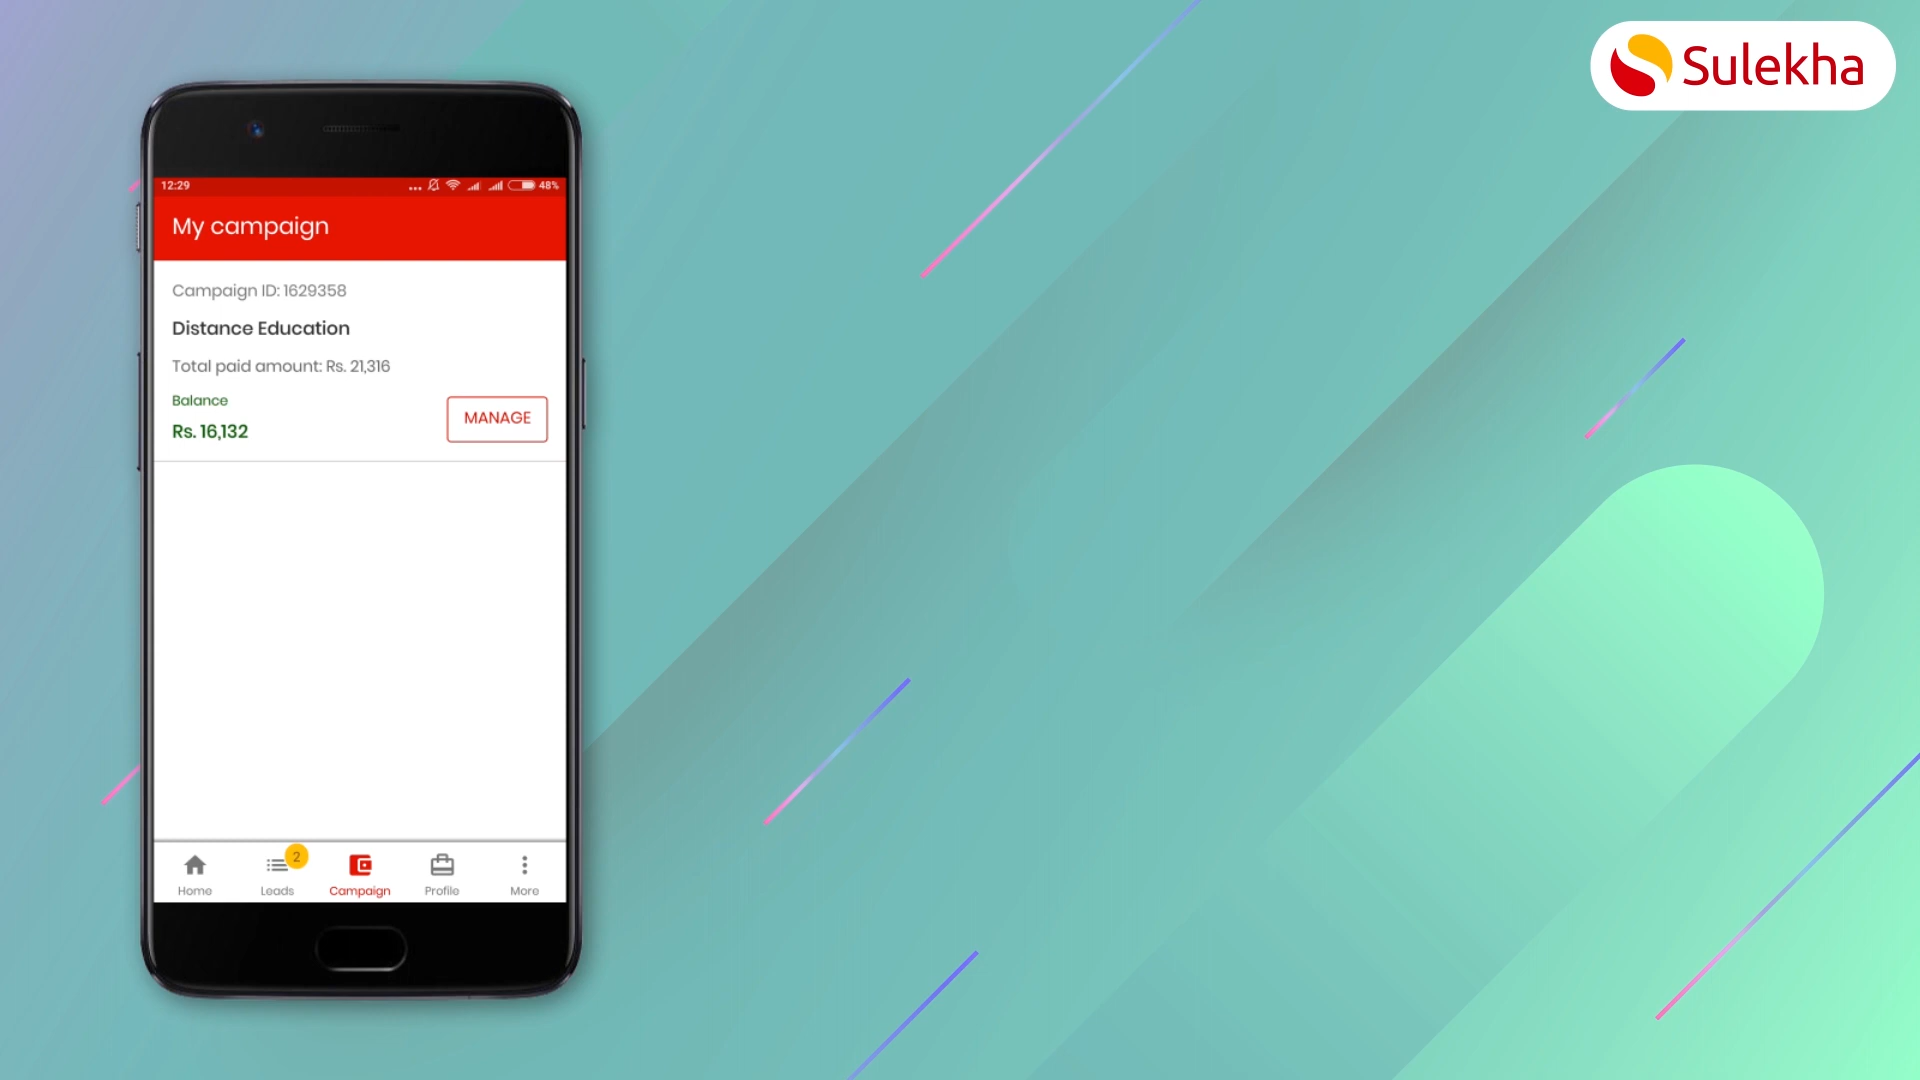 Sulekha
12:29
48%
My campaign
Campaign ID: 1629358
Distance Education
Total paid amount: Rs. 21,316
Balance
Rs. 16,132
MANAGE
2
Home
Leads
Campaign
Profile
More